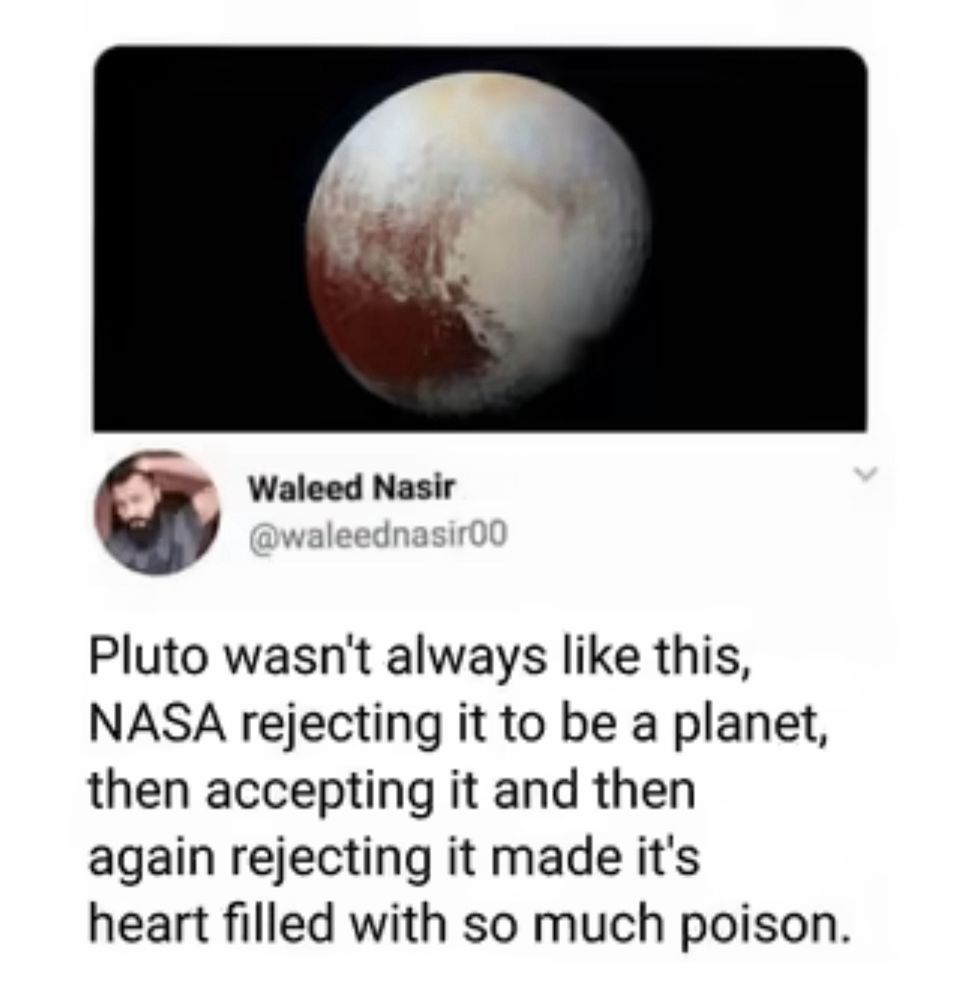 Waleed Nasir
@waleednasir00
Pluto wasn't always like this,
NASA rejecting it to be a planet,
then accepting it and then
again rejecting it made it's
heart filled with so much poison.